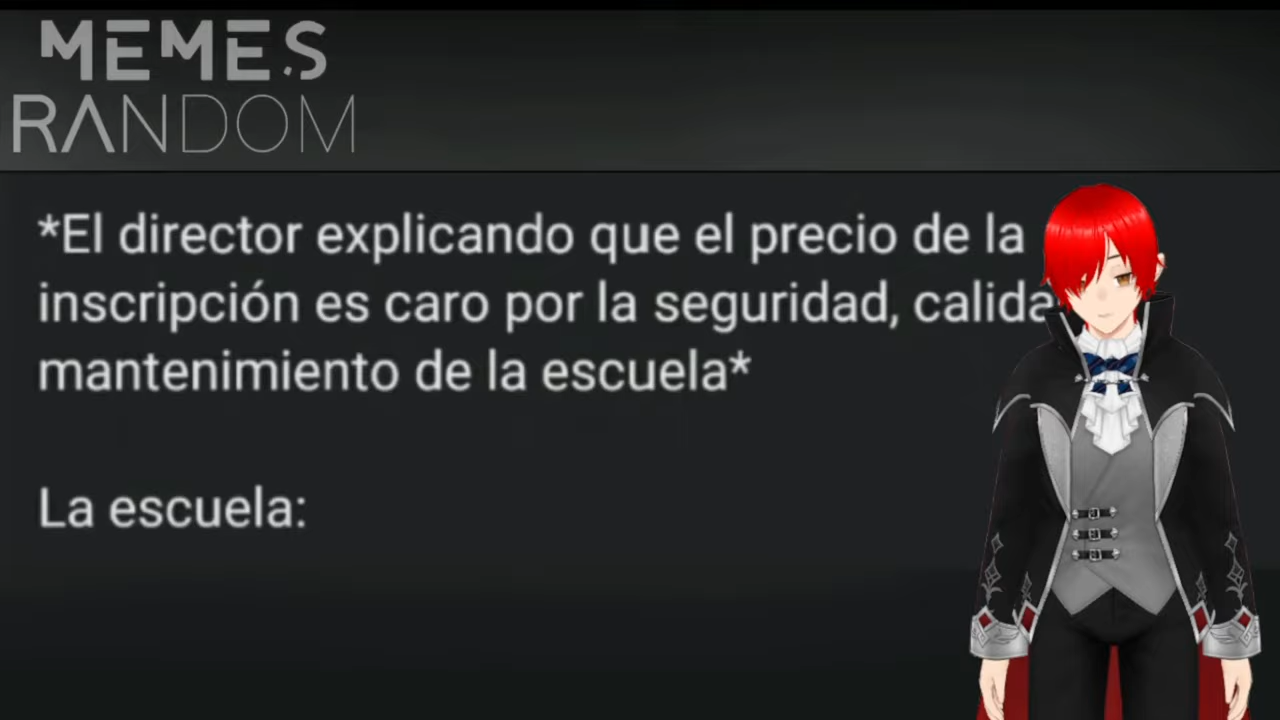 MEMES
RANDOM
*El director explicando que el precio de la
inscripción es caro por la seguridad,
mantenimiento de la escuela*
La escuela: